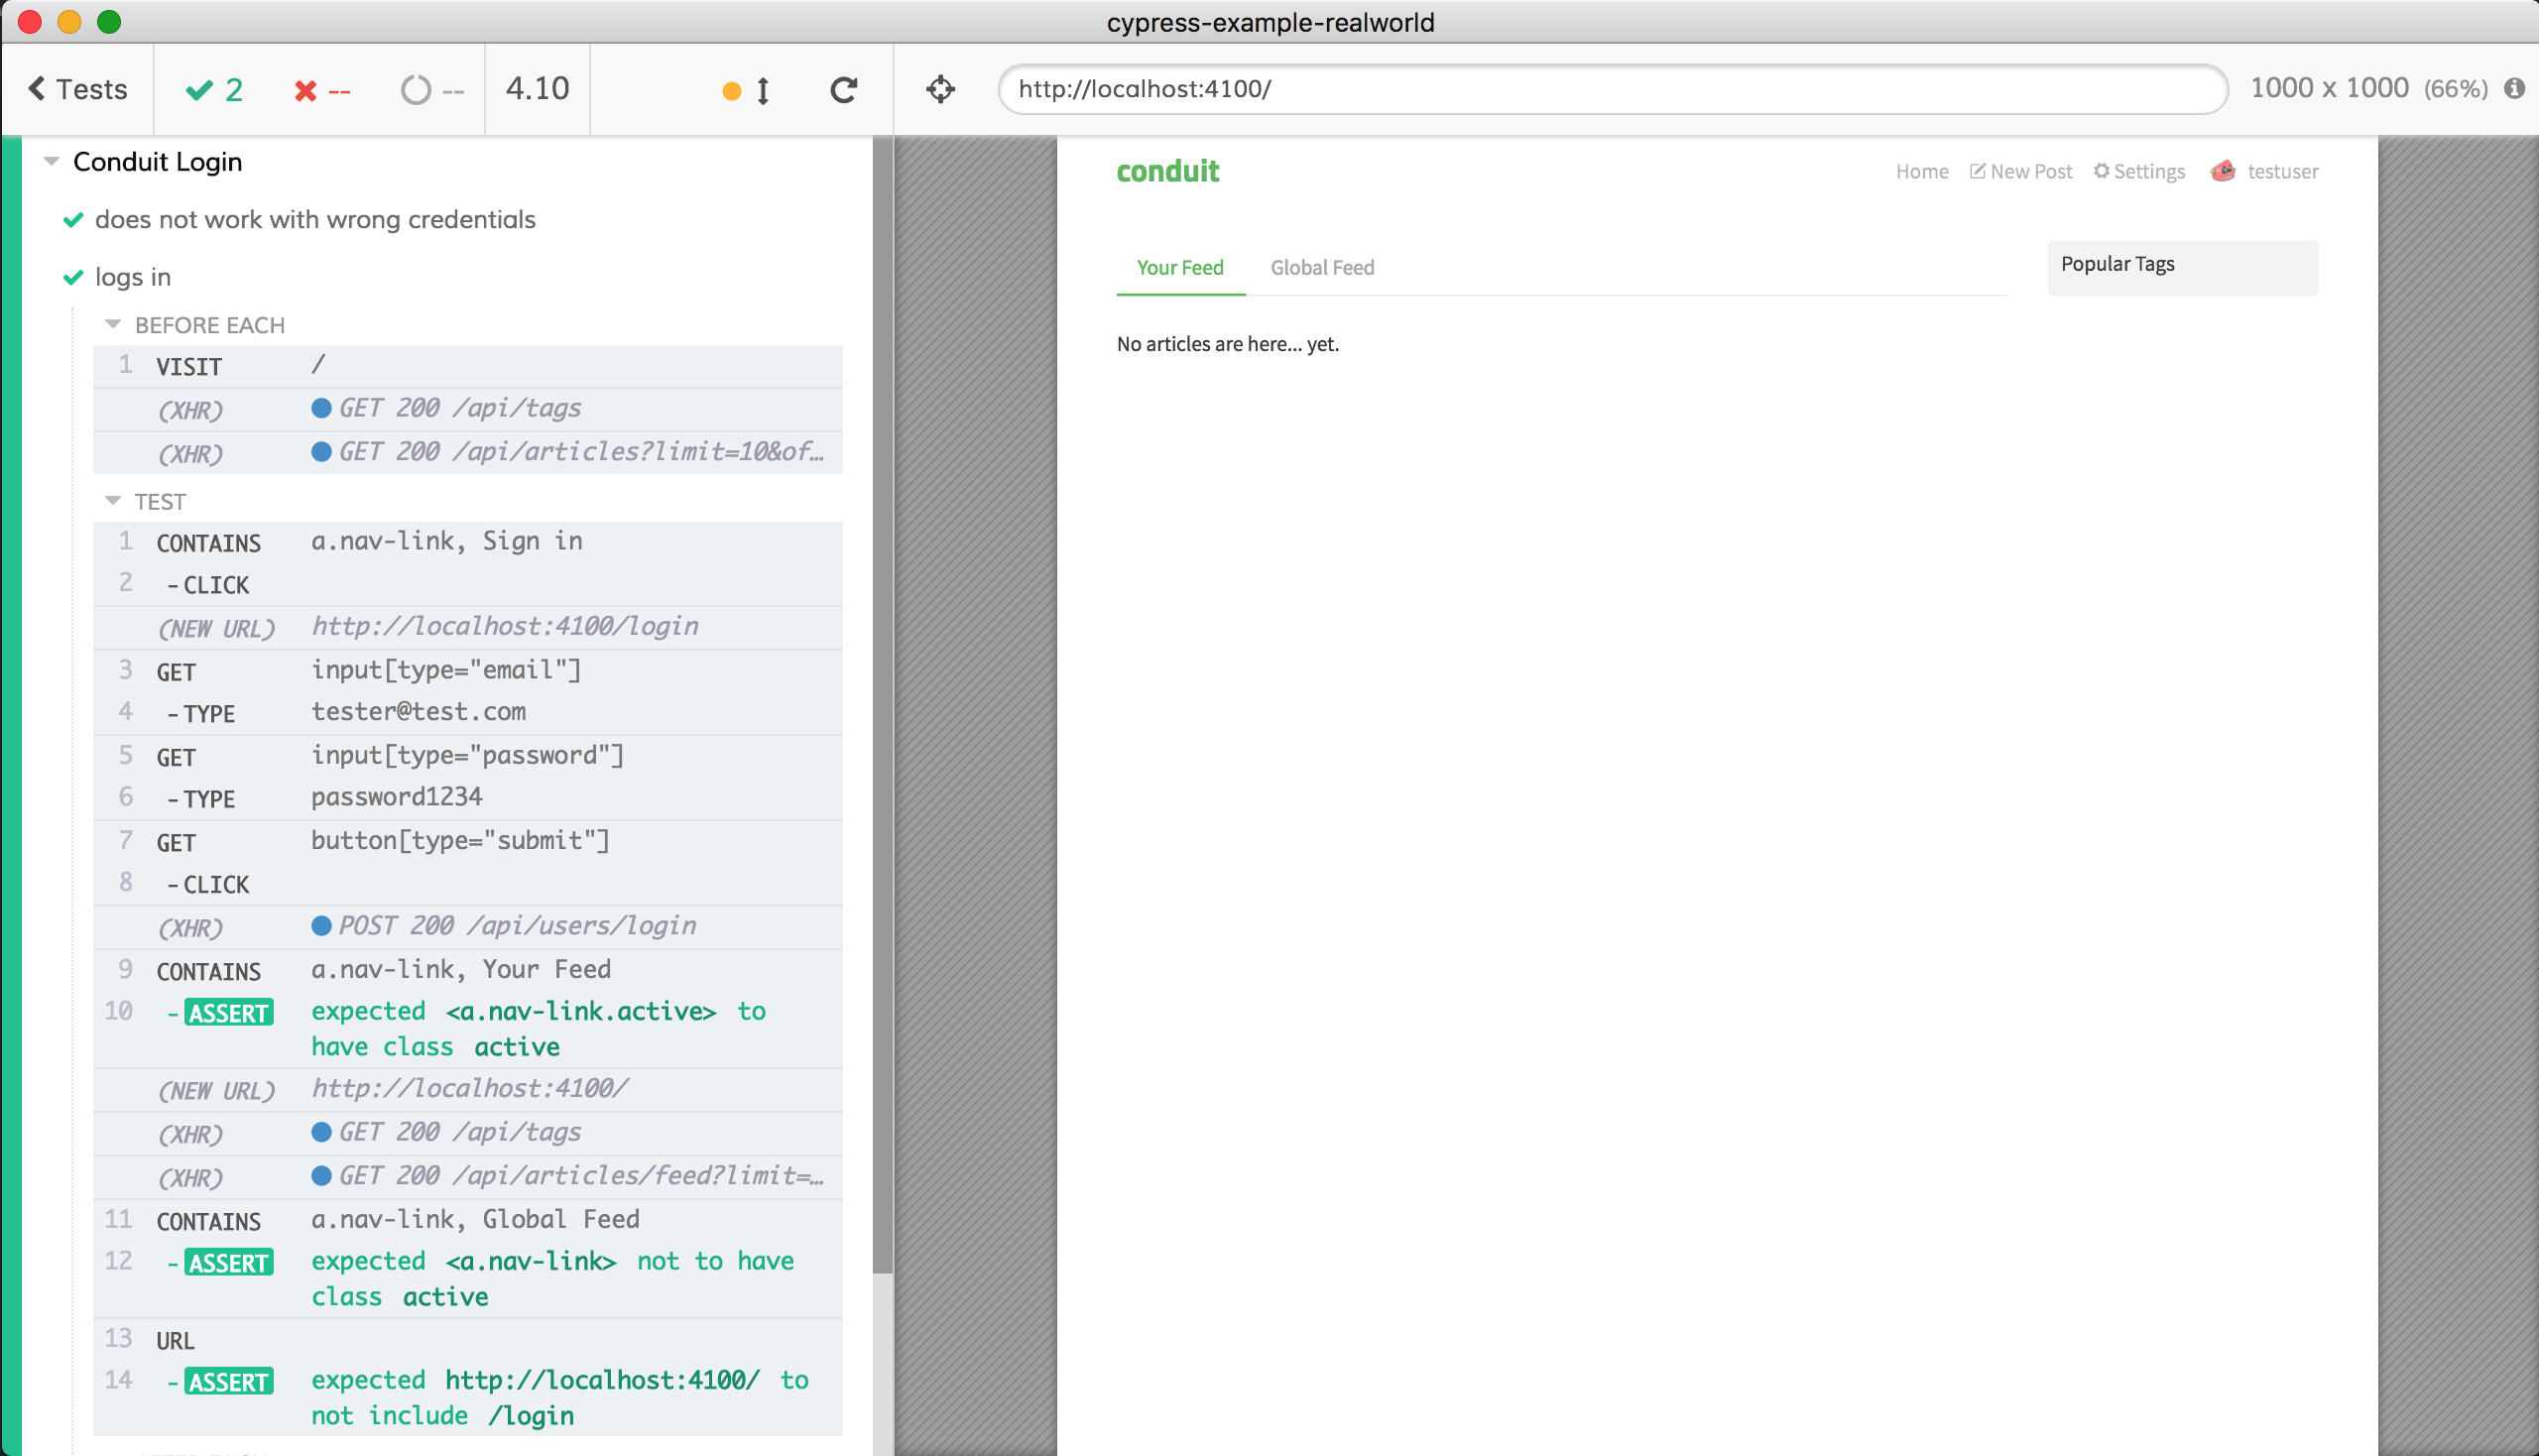 cypress-example-realworld
Tests 2 -- -- 4.10 http://localhost:4100/ 1000 x 1000 (66%)
Conduit Login
does not work with wrong credentials
logs in
BEFORE EACH
1 VISIT /
(XHR) GET 200 /api/tags
(XHR) GET 200 /api/articles?limit=10&of…
TEST
1 CONTAINS a.nav-link, Sign in
2 -CLICK
(NEW URL) http://localhost:4100/login
3 GET input[type="email"]
4 -TYPE tester@test.com
5 GET input[type="password"]
6 -TYPE password1234
7 GET button[type="submit"]
8 -CLICK
(XHR) POST 200 /api/users/login
9 CONTAINS a.nav-link, Your Feed
10 -ASSERT expected <a.nav-link.active> to
have class active
(NEW URL) http://localhost:4100/
(XHR) GET 200 /api/tags
(XHR) GET 200 /api/articles/feed?limit=…
11 CONTAINS a.nav-link, Global Feed
12 -ASSERT expected <a.nav-link> not to have
class active
13 URL
14 -ASSERT expected http://localhost:4100/ to
not include /login
conduit
Home New Post Settings testuser
Your Feed Global Feed
Popular Tags
No articles are here... yet.